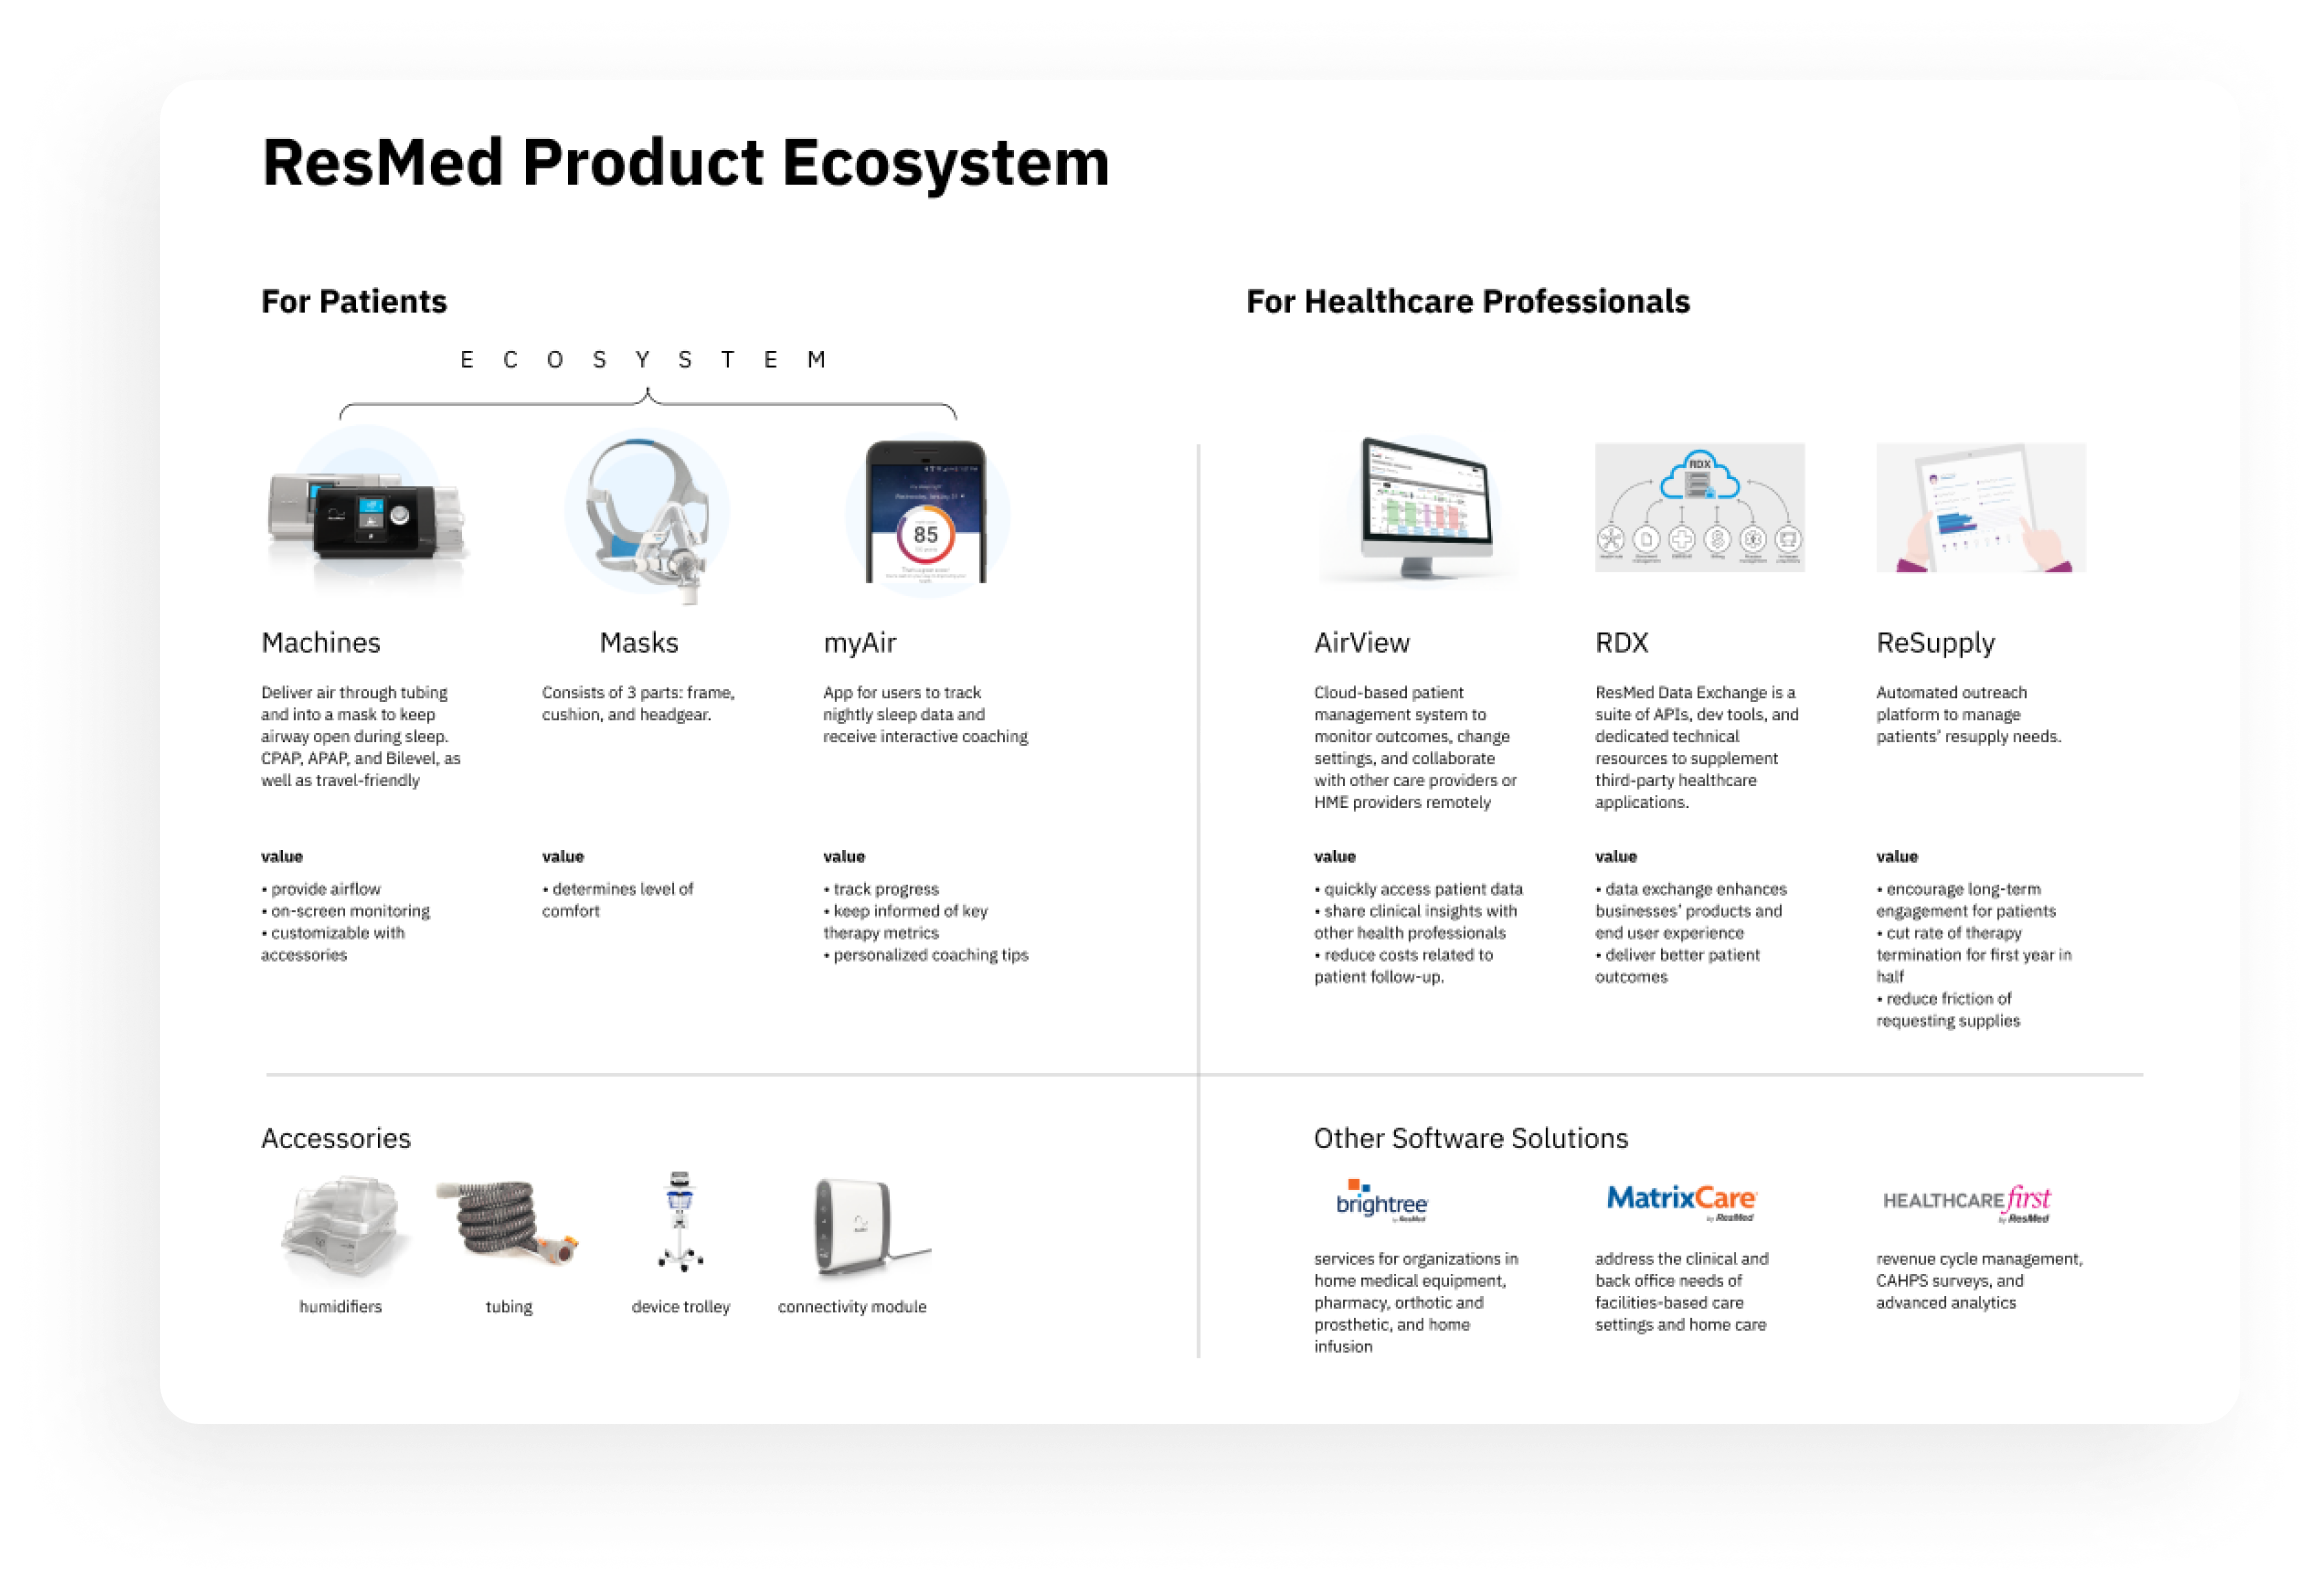 ResMed Product Ecosystem
For Patients
ECOSYSTEM
85
Machines
Deliver air through tubing
and into a mask to keep
airway open during sleep.
CPAP, APAP, and Bilevel, as
well as travel-friendly
value
• provide airflow
• on-screen monitoring
• customizable with
accessories
Masks
Consists of 3 parts: frame,
cushion, and headgear.
value
• determines level of
comfort
myAir
App for users to track
nightly sleep data and
receive interactive coaching
value
• track progress
• keep informed of key
therapy metrics
• personalized coaching tips
For Healthcare Professionals
RDX
AirView
Cloud-based patient
management system to
monitor outcomes, change
settings, and collaborate
with other care providers or
HME providers remotely
value
• quickly access patient data
• share clinical insights with
other health professionals
• reduce costs related to
patient follow-up.
RDX
ResMed Data Exchange is a
suite of APIs, dev tools, and
dedicated technical
resources to supplement
third-party healthcare
applications.
value
• data exchange enhances
businesses' products and
end user experience
• deliver better patient
outcomes
ReSupply
Automated outreach
platform to manage
patients' resupply needs.
value
• encourage long-term
engagement for patients
• cut rate of therapy
termination for first year in
half
• reduce friction of
requesting supplies
Accessories
humidifiers
tubing
device trolley
connectivity module
Other Software Solutions
brightree
by ResMed
services for organizations in
home medical equipment,
pharmacy, orthotic and
prosthetic, and home
infusion
MatrixCare
by ResMed
address the clinical and
back office needs of
facilities-based care
settings and home care
HEALTHCAREfirst
by ResMed
revenue cycle management,
CAHPS surveys, and
advanced analytics